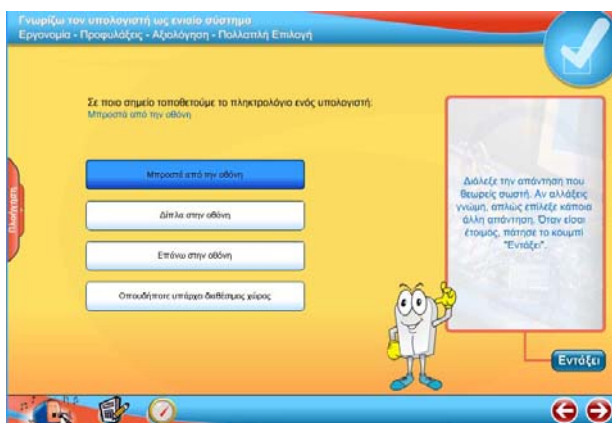 Γνωρίζω τον υπολογιστή ως ενιαίο σύστημα
Εργονομία - Προφυλάξεις - Αξιολόγηση - Πολλαπλή Επιλογή
Σε ποιο σημείο τοποθετούμε το πληκτρολόγιο ενός υπολογιστή:
Μπροστά από την οθόνη
Μπροστά από την οθόνη
Δίπλα στην οθόνη
Επάνω στην οθόνη
Οπουδήποτε υπάρχει διαθέσιμος χώρος
Πλοήγηση
Διάλεξε την απάντηση που
θεωρείς σωστή. Αν αλλάξεις
γνώμη, απλώς επίλεξε κάποια
άλλη απάντηση. Όταν είσαι
έτοιμος, πάτησε το κουμπί
"Εντάξει".
Εντάξει